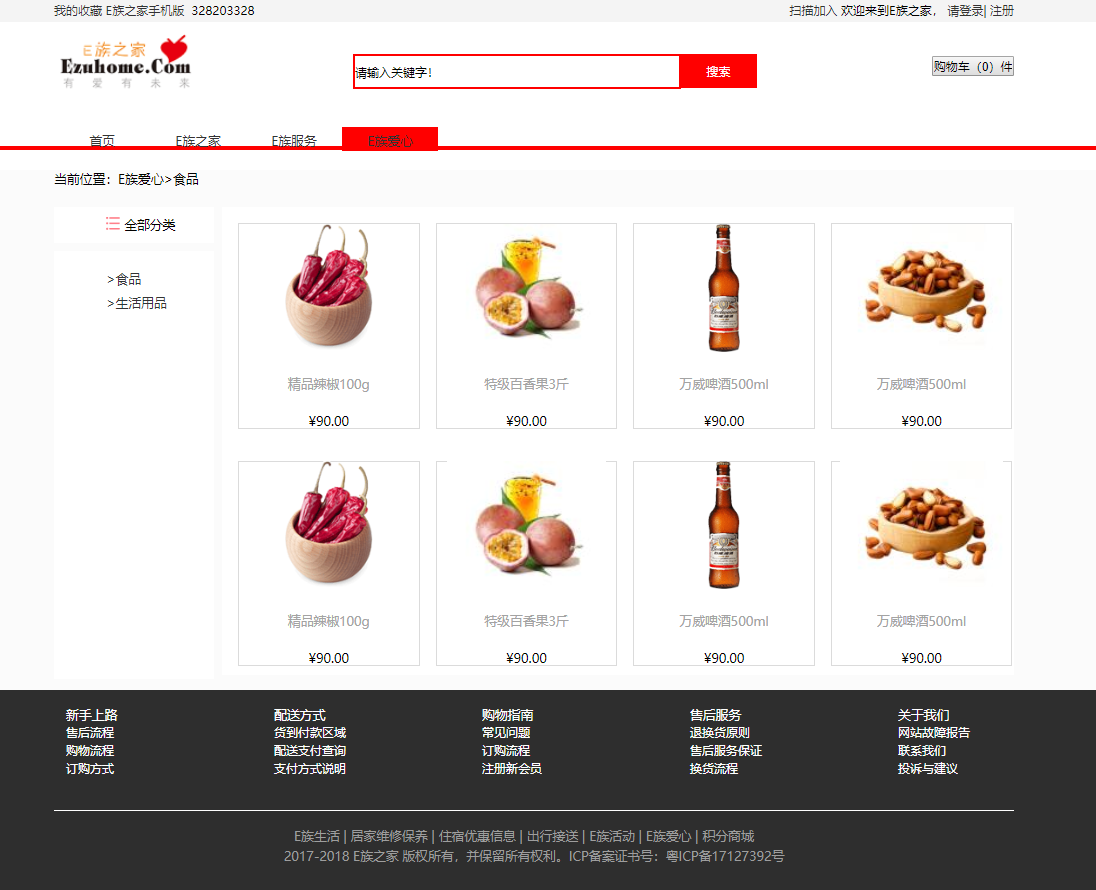 我的收藏 E族之家手机版 328203328
扫描加入 欢迎来到E族之家， 请登录| 注册
E族之家
Ezuhome.Com
有 爱 有 未 来
请输入关键字！
搜索
购物车（0）件
首页 E族之家 E族服务 E族爱心
当前位置：E族爱心>食品
全部分类
>食品
>生活用品
精品辣椒100g 特级百香果3斤 万威啤酒500ml 万威啤酒500ml
¥90.00 ¥90.00 ¥90.00 ¥90.00
精品辣椒100g 特级百香果3斤 万威啤酒500ml 万威啤酒500ml
¥90.00 ¥90.00 ¥90.00 ¥90.00
新手上路 配送方式 购物指南 售后服务 关于我们
售后流程 货到付款区域 常见问题 退换货原则 网站故障报告
购物流程 配送支付查询 订购流程 售后服务保证 联系我们
订购方式 支付方式说明 注册新会员 换货流程 投诉与建议
E族生活 | 居家维修保养 | 住宿优惠信息 | 出行接送 | E族活动 | E族爱心 | 积分商城
2017-2018 E族之家 版权所有，并保留所有权利。ICP备案证书号：粤ICP备17127392号